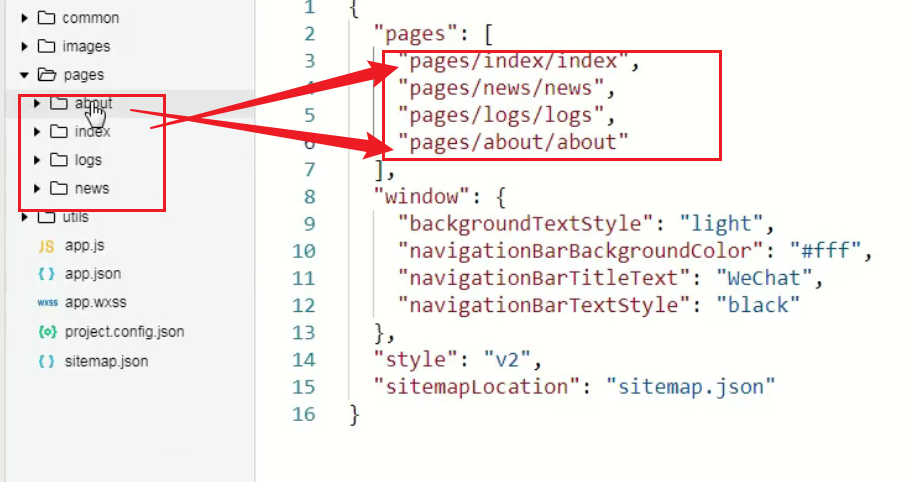 common
images
pages
about
index
logs
news
utils
JS app.js
{ } app.json
wxss app.wxss
{o} project.config.json
{ } sitemap.json
1 {
2 "pages": [
3 "pages/index/index",
4 "pages/news/news",
5 "pages/logs/logs",
6 "pages/about/about"
7 ],
8 "window": {
9 "backgroundTextStyle": "light",
10 "navigationBarBackgroundColor": "#fff",
11 "navigationBarTitleText": "WeChat",
12 "navigationBarTextStyle": "black"
13 },
14 "style": "v2",
15 "sitemapLocation": "sitemap.json"
16 }